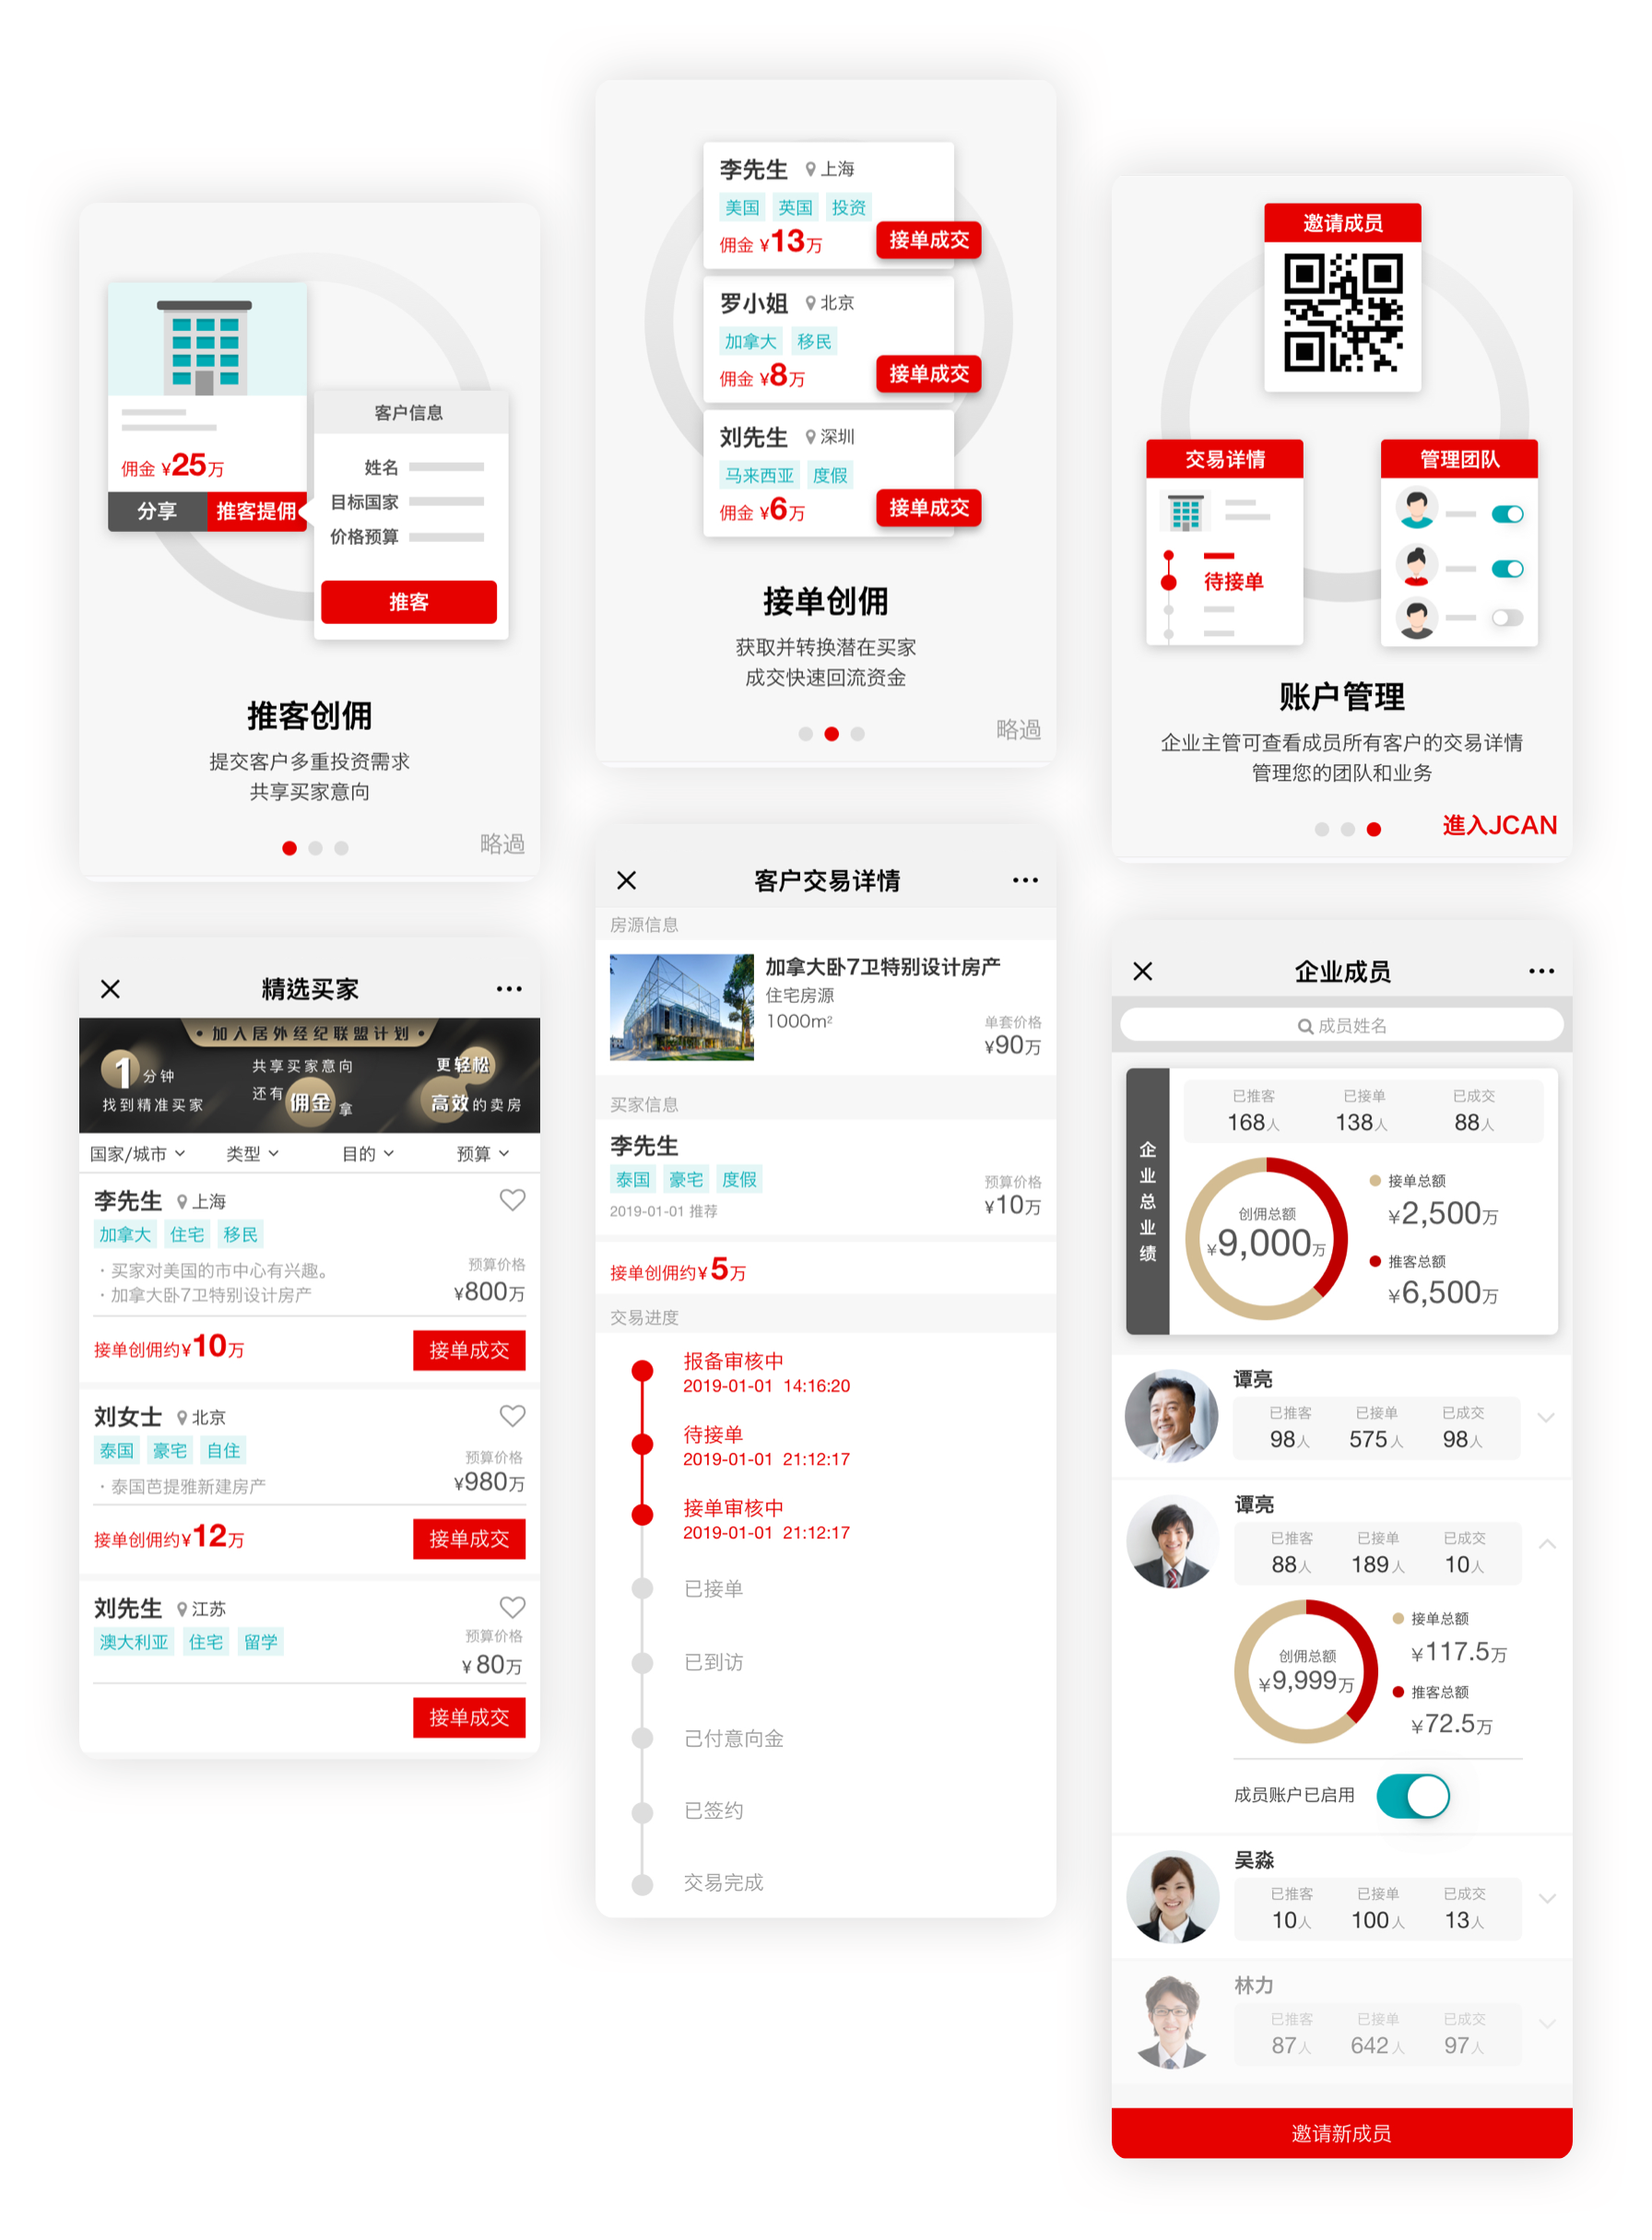 佣金 ¥25万
分享
推客提佣
客户信息
姓名
目标国家
价格预算
推客
推客创佣
提交客户多重投资需求
共享买家意向
略過
李先生 上海
美国 英国 投资
佣金 ¥13万
接单成交
罗小姐 北京
加拿大 移民
佣金 ¥8万
接单成交
刘先生 深圳
马来西亚 度假
佣金 ¥6万
接单成交
接单创佣
获取并转换潜在买家
成交快速回流资金
略過
邀请成员
交易详情
待接单
管理团队
账户管理
企业主管可查看成员所有客户的交易详情
管理您的团队和业务
進入JCAN
精选买家
• 加入居外经纪联盟计划 •
1分钟
找到精准买家
共享买家意向
还有佣金拿
更轻松
高效的卖房
国家/城市 类型 目的 预算
李先生 上海
加拿大 住宅 移民
· 买家对美国的市中心有兴趣。
· 加拿大卧7卫特别设计房产
预算价格
¥800万
接单创佣约¥10万
接单成交
刘女士 北京
泰国 豪宅 自住
· 泰国芭提雅新建房产
预算价格
¥980万
接单创佣约¥12万
接单成交
刘先生 江苏
澳大利亚 住宅 留学
预算价格
¥ 80万
接单成交
客户交易详情
房源信息
加拿大卧7卫特别设计房产
住宅房源
1000m²
单套价格
¥90万
买家信息
李先生
泰国 豪宅 度假
2019-01-01 推荐
预算价格
¥10万
接单创佣约¥5万
交易进度
报备审核中
2019-01-01 14:16:20
待接单
2019-01-01 21:12:17
接单审核中
2019-01-01 21:12:17
已接单
已到访
己付意向金
已签约
交易完成
企业成员
成员姓名
企业总业绩
已推客 已接单 已成交
168人 138人 88人
创佣总额
¥9,000万
接单总额
¥2,500万
推客总额
¥6,500万
谭亮
已推客 已接单 已成交
98人 575人 98人
谭亮
已推客 已接单 已成交
88人 189人 10人
创佣总额
¥9,999万
接单总额
¥117.5万
推客总额
¥72.5万
成员账户已启用
吴淼
已推客 已接单 已成交
10人 100人 13人
林力
已推客 已接单 已成交
87人 642人 97人
邀请新成员